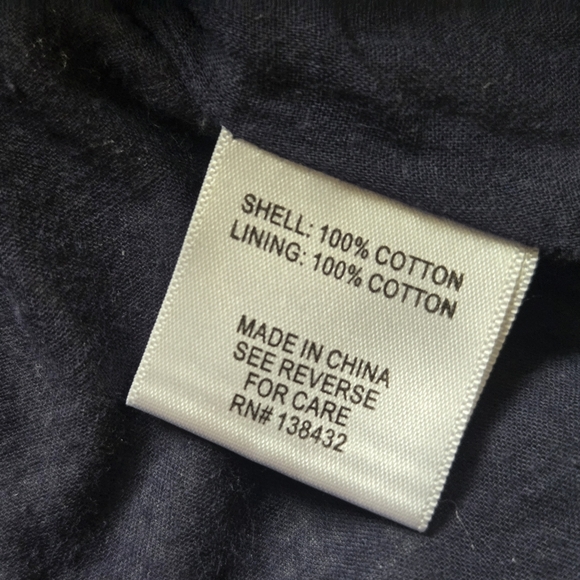 SHELL: 100% COTTON
LINING: 100% COTTON
MADE IN CHINA
SEE REVERSE
FOR CARE
RN# 138432